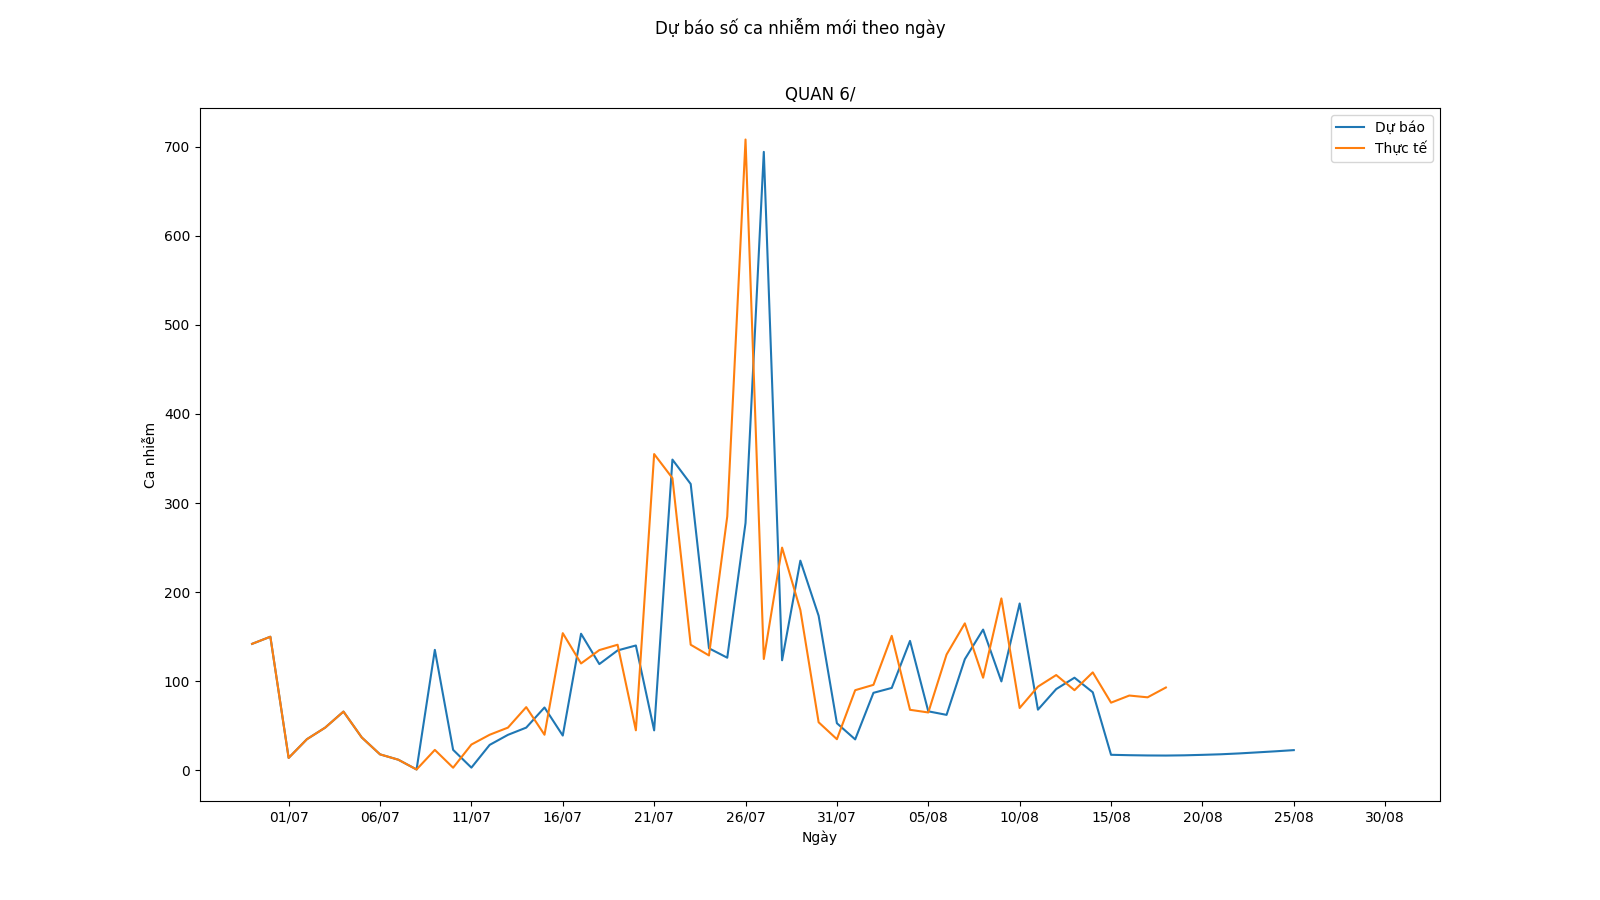 Dự báo số ca nhiễm mới theo ngày
QUAN 6/
Dự báo
Thực tế
700
600
500
400
300
200
100
0
Ca nhiễm
01/07 06/07 11/07 16/07 21/07 26/07 31/07 05/08 10/08 15/08 20/08 25/08 30/08
Ngày